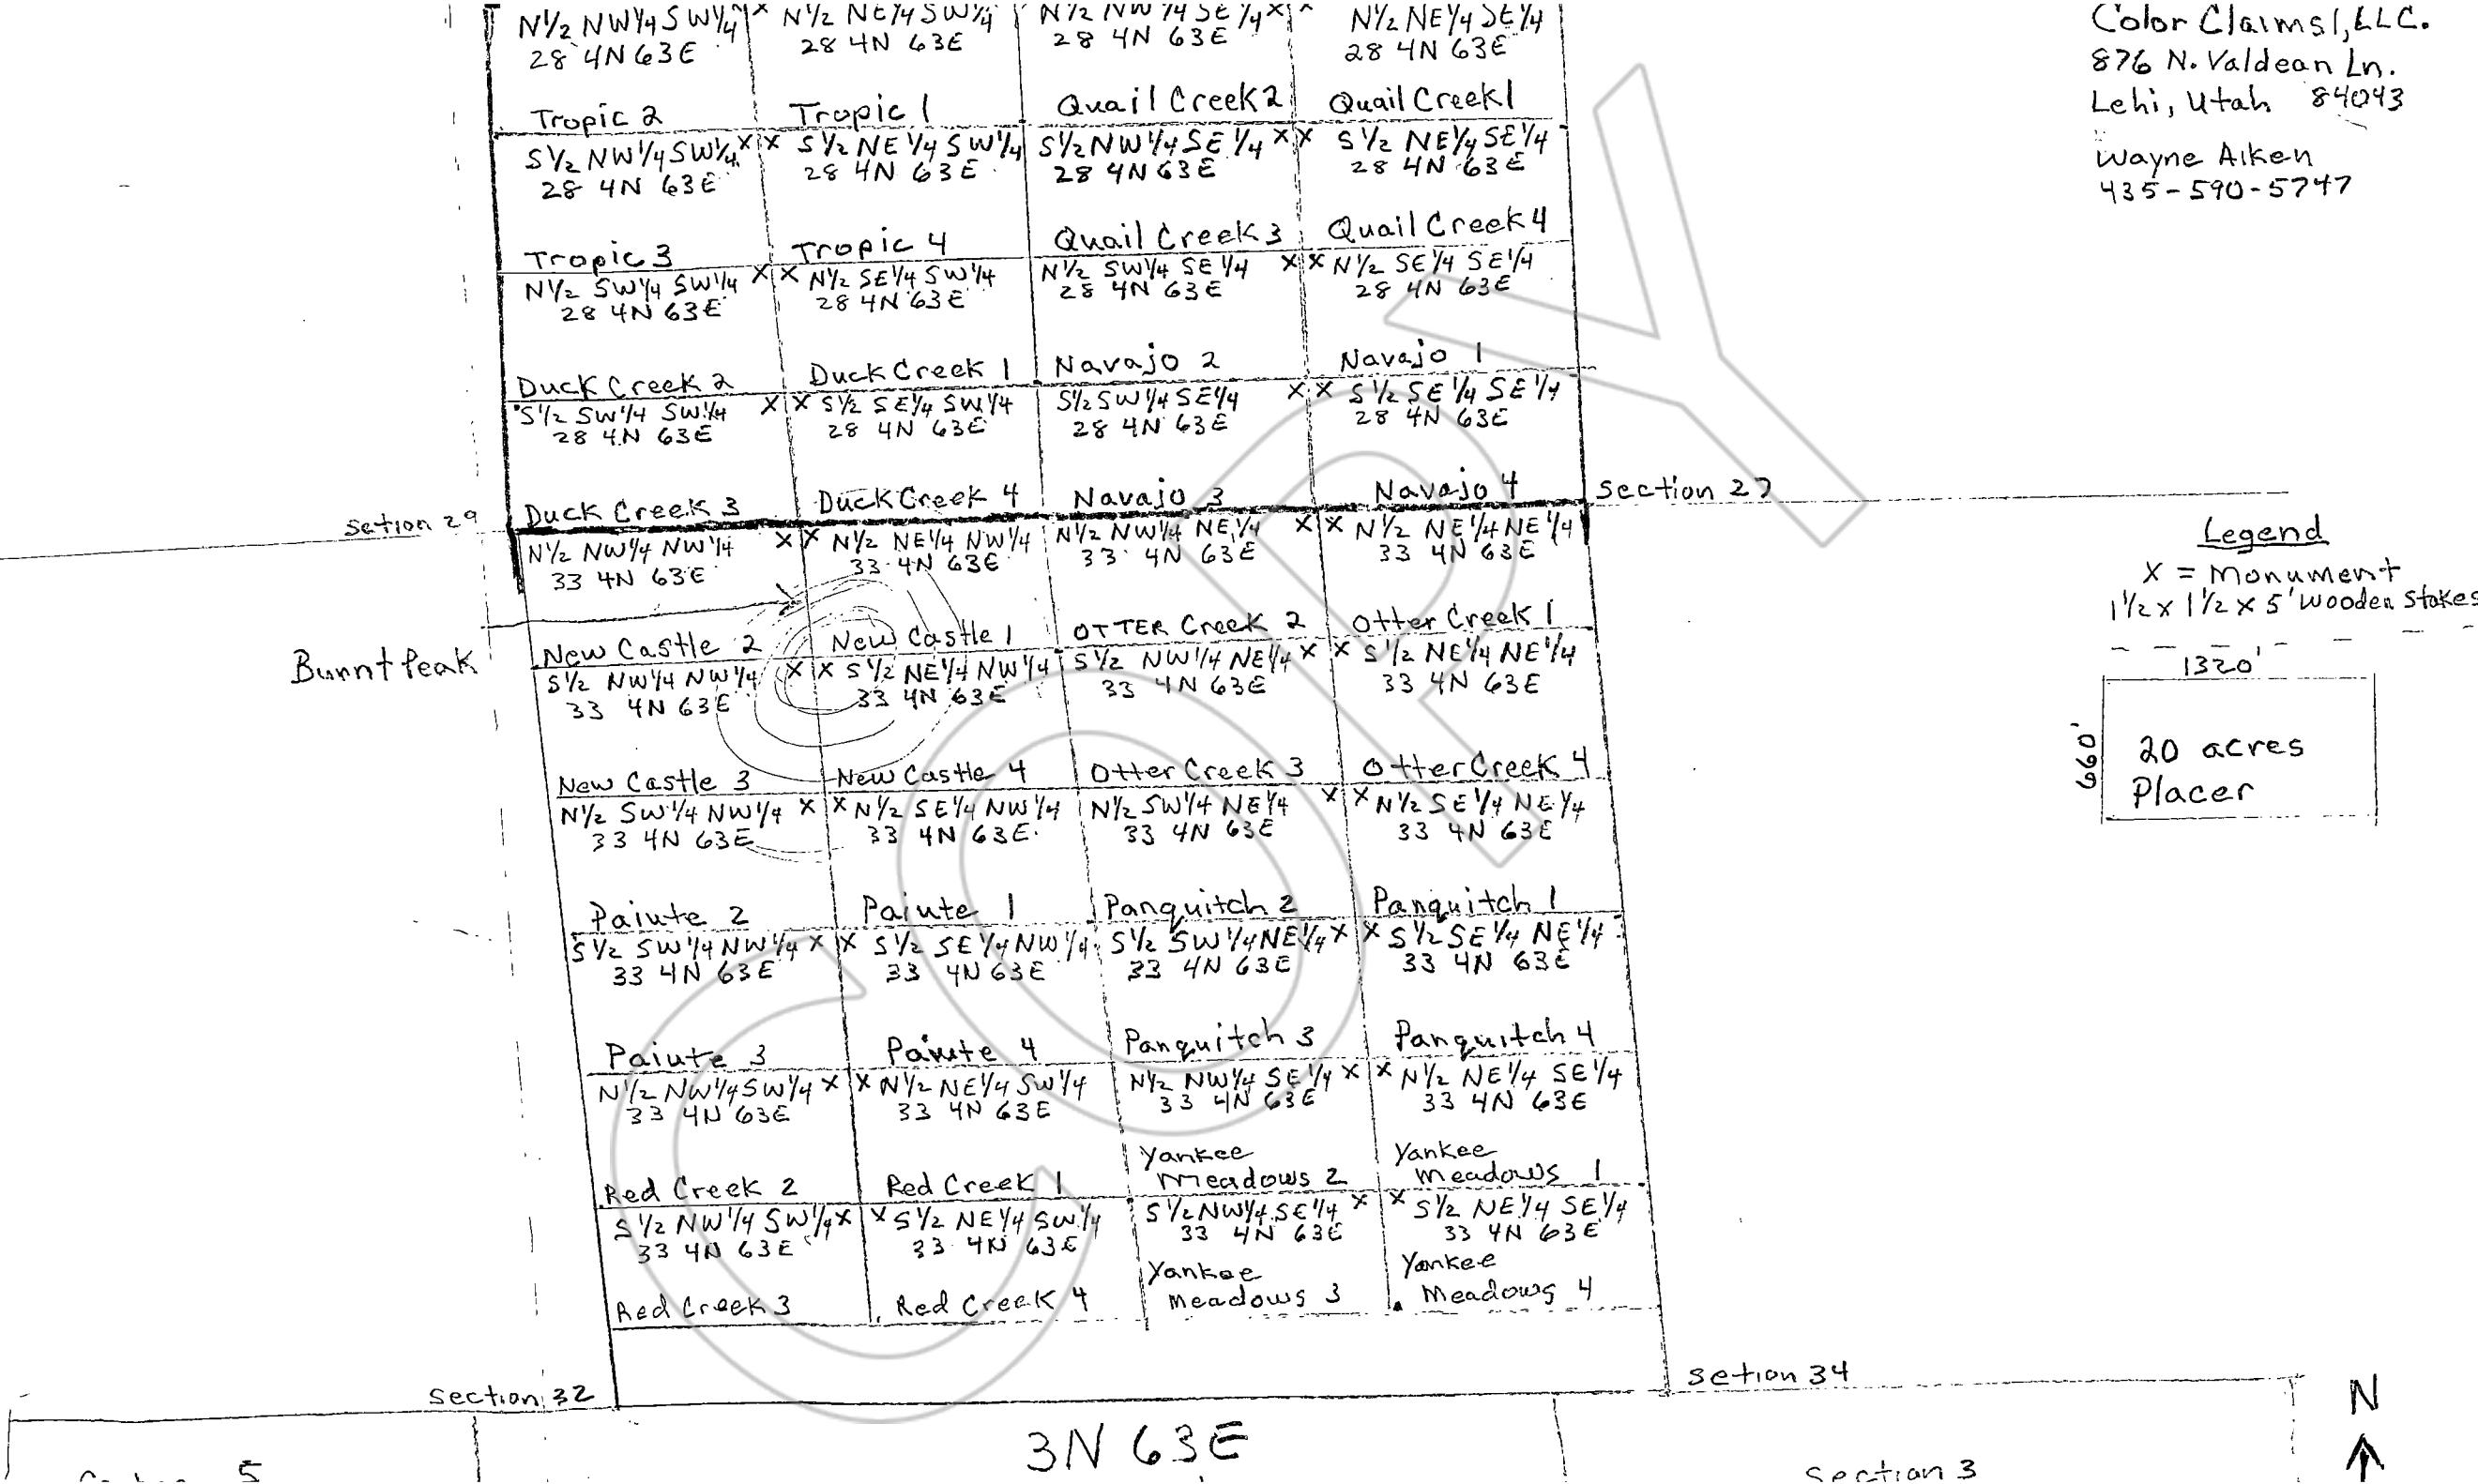 N½ NW¼ SW¼ X N½ NE¼ SW¼ N½ NW¼ SE¼ X X N½ NE¼ SE¼
28 4N 63E 28 4N 63E 28 4N 63E 28 4N 63E
Tropic 2 Tropic 1 Quail Creek 2 Quail Creek 1
S½ NW¼ SW¼ X X S½ NE¼ SW¼ S½ NW¼ SE¼ X X S½ NE¼ SE¼
28 4N 63E 28 4N 63E 28 4N 63E 28 4N 63E
Tropic 3 Tropic 4 Quail Creek 3 Quail Creek 4
N½ SW¼ SW¼ X X N½ SE¼ SW¼ N½ SW¼ SE¼ X X N½ SE¼ SE¼
28 4N 63E 28 4N 63E 28 4N 63E 28 4N 63E
Duck Creek 2 Duck Creek 1 Navajo 2 Navajo 1
S½ SW¼ SW¼ X X S½ SE¼ SW¼ S½ SW¼ SE¼ X X S½ SE¼ SE¼
28 4N 63E 28 4N 63E 28 4N 63E 28 4N 63E
Duck Creek 3 Duck Creek 4 Navajo 3 Navajo 4
Setion 29
Section 27
N½ NW¼ NW¼ X X N½ NE¼ NW¼ N½ NW¼ NE¼ X X N½ NE¼ NE¼
33 4N 63E 33 4N 63E 33 4N 63E 33 4N 63E
New Castle 2 New Castle 1 OTTER Creek 2 Otter Creek 1
Burnt Peak
S½ NW¼ NW¼ X X S½ NE¼ NW¼ S½ NW¼ NE¼ X X S½ NE¼ NE¼
33 4N 63E 33 4N 63E 33 4N 63E 33 4N 63E
New Castle 3 New Castle 4 Otter Creek 3 Otter Creek 4
N½ SW¼ NW¼ X X N½ SE¼ NW¼ N½ SW¼ NE¼ X X N½ SE¼ NE¼
33 4N 63E 33 4N 63E 33 4N 63E 33 4N 63E
Paiute 2 Paiute 1 Panquitch 2 Panquitch 1
S½ SW¼ NW¼ X X S½ SE¼ NW¼ S½ SW¼ NE¼ X X S½ SE¼ NE¼
33 4N 63E 33 4N 63E 33 4N 63E 33 4N 63E
Paiute 3 Paiute 4 Panquitch 3 Panquitch 4
N½ NW¼ SW¼ X X N½ NE¼ SW¼ N½ NW¼ SE¼ X X N½ NE¼ SE¼
33 4N 63E 33 4N 63E 33 4N 63E 33 4N 63E
Red Creek 2 Red Creek 1 Yankee Meadows 2 Yankee Meadows 1
S½ NW¼ SW¼ X X S½ NE¼ SW¼ S½ NW¼ SE¼ X X S½ NE¼ SE¼
33 4N 63E 33 4N 63E 33 4N 63E 33 4N 63E
Red Creek 3 Red Creek 4 Yankee Meadows 3 Yankee Meadows 4
Section 32
Setion 34
3N 63E
5
Section 3
Color Claims 1, LLC.
876 N. Valdean Ln.
Lehi, Utah 84043
Wayne Aiken
435-590-5747
Legend
X = Monument
1½ x 1½ x 5' Wooden Stakes
1320'
660'
20 acres
Placer
N
COPY